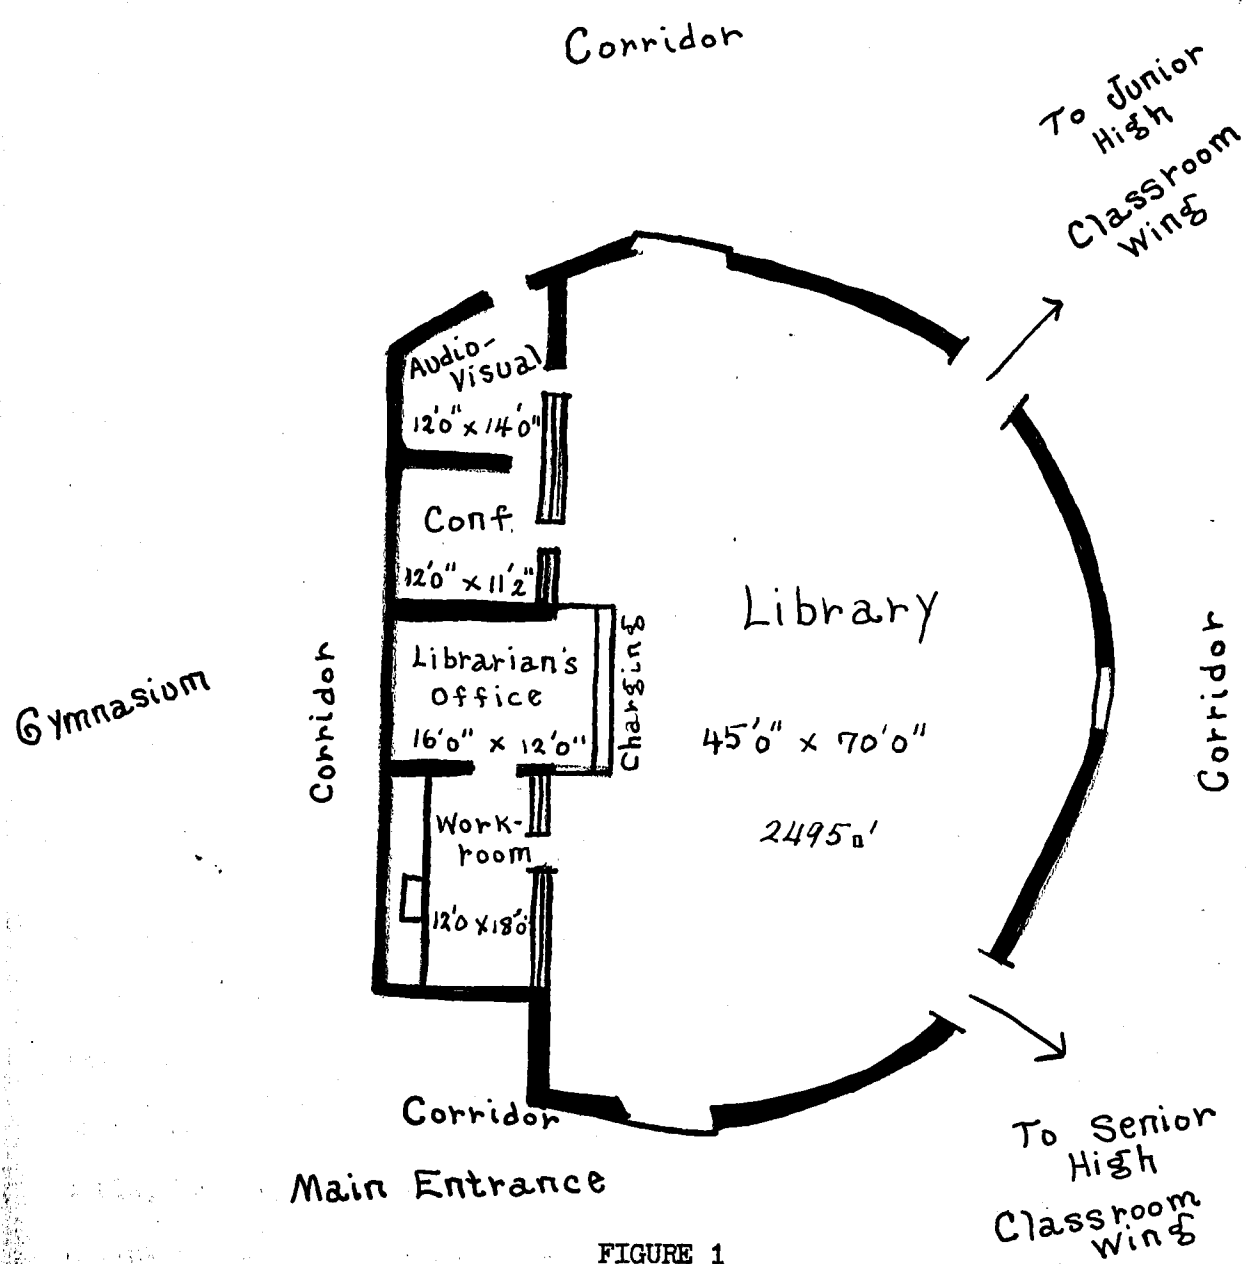 Corridor
To Junior
High
Classroom
Wing
Audio-
Visual
12'0" x 14'0"
Conf.
12'0" x 11'2"
Library
Librarian's
Office
16'0" x 12'0"
Charging
45'0" x 70'0"
2495□'
Gymnasium
Corridor
Corridor
Work-
room
12'0 x 18'0
Corridor
Main Entrance
To Senior
High
Classroom
Wing
FIGURE 1